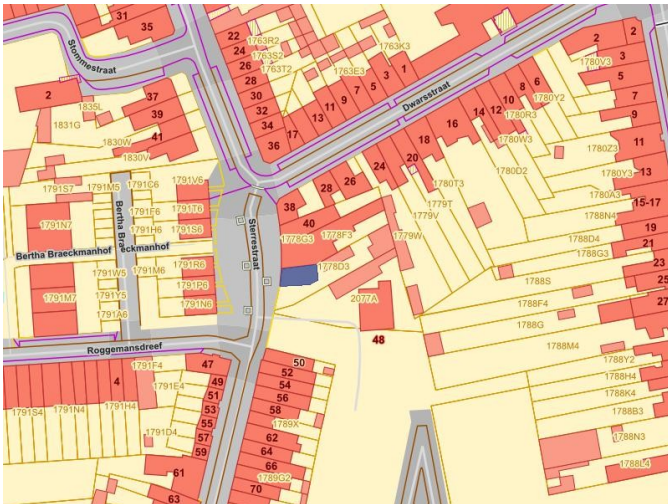 31
35
22
24
26
28
30
32
34
36
1763R2
1763S2
1763T2
1763E3
1763K3
17
13
11
9
7
5
3
1
Stommestraat
Dwarsstraat
2
1835L
1831G
37
39
41
1830W
1830V
2
2
3
5
7
9
11
13
15-17
19
21
23
25
27
1780V3
6
8
10
12
14
16
18
20
24
26
28
1780Y2
1780R3
1780W3
1780D2
1780Z3
1780Y3
1780A3
1788N4
1788D4
1788G3
1780T3
1779T
1779V
1779W
38
40
1778G3
1778F3
1778D3
Sterrestraat
1791S7
1791M5
1791C6
1791V6
1791T6
1791F6
1791H6
1791S6
1791N7
Bertha Braeckmanhof
Bertha Braeckmanhof
1791W5
1791M6
1791R6
1791P6
1791Y5
1791M7
1791A6
1791N6
2077A
48
1788S
1788F4
1788G
1788M4
1788Y2
1788H4
1788K4
1788B3
1788N3
1788L4
Roggemansdreef
4
1791F4
1791E4
1791S4
1791N4
1791H4
1791D4
47
49
51
53
55
57
59
61
63
50
52
54
56
58
1789X
62
64
66
1789G2
70